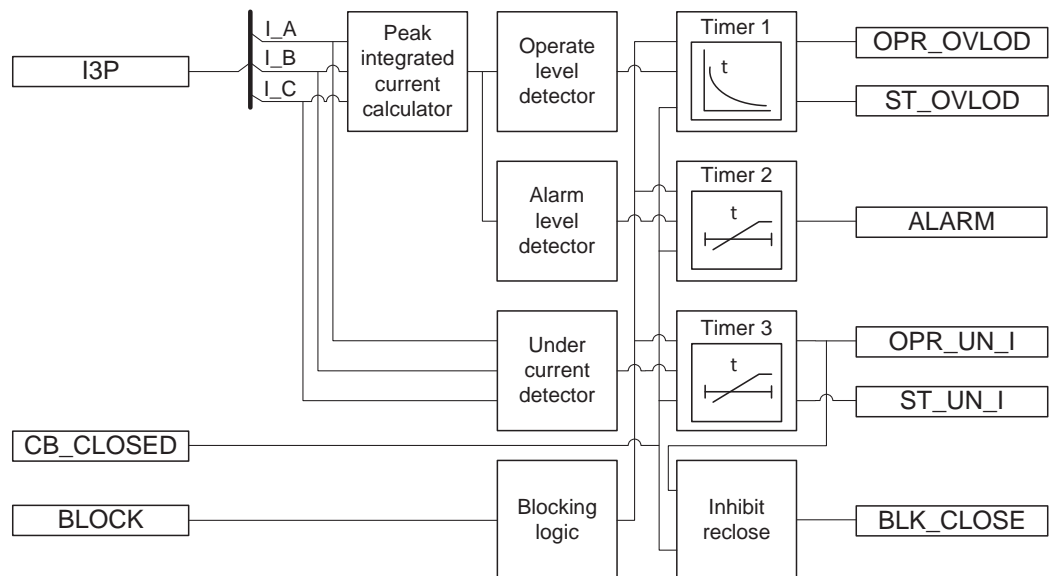 I3P
I_A
I_B
I_C
Peak
integrated
current
calculator
Operate
level
detector
Timer 1
t
OPR_OVLOD
ST_OVLOD
Alarm
level
detector
Timer 2
t
ALARM
Under
current
detector
Timer 3
t
OPR_UN_I
ST_UN_I
CB_CLOSED
BLOCK
Blocking
logic
Inhibit
reclose
BLK_CLOSE